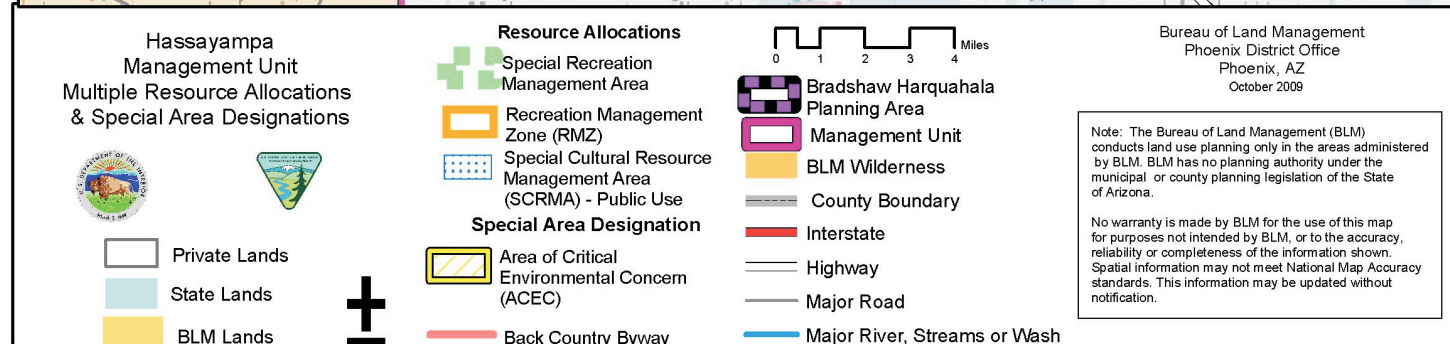 Hassayampa
Management Unit
Multiple Resource Allocations
& Special Area Designations
U.S. DEPARTMENT OF THE INTERIOR
March 3, 1849
Private Lands
State Lands
BLM Lands
Resource Allocations
Special Recreation
Management Area
Recreation Management
Zone (RMZ)
Special Cultural Resource
Management Area
(SCRMA) - Public Use
Special Area Designation
Area of Critical
Environmental Concern
(ACEC)
Back Country Byway
Miles
0 1 2 3 4
Bradshaw Harquahala
Planning Area
Management Unit
BLM Wilderness
County Boundary
Interstate
Highway
Major Road
Major River, Streams or Wash
Bureau of Land Management
Phoenix District Office
Phoenix, AZ
October 2009
Note: The Bureau of Land Management (BLM)
conducts land use planning only in the areas administered
by BLM. BLM has no planning authority under the
municipal or county planning legislation of the State
of Arizona.
No warranty is made by BLM for the use of this map
for purposes not intended by BLM, or to the accuracy,
reliability or completeness of the information shown.
Spatial information may not meet National Map Accuracy
standards. This information may be updated without
notification.